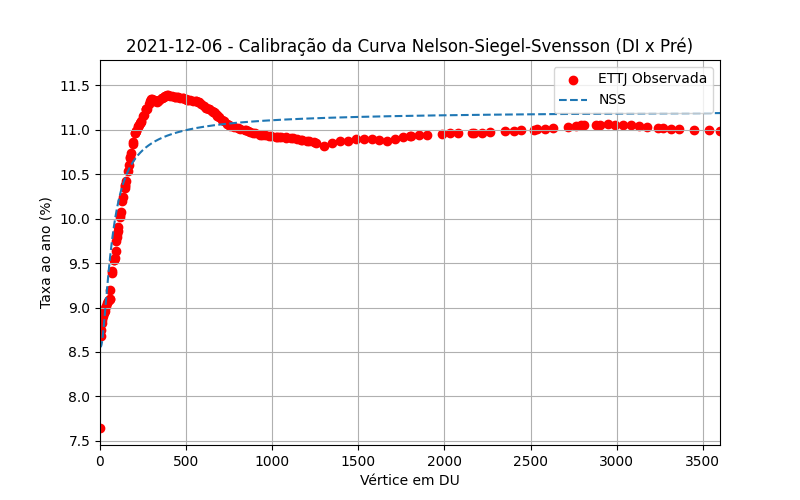 2021-12-06 - Calibração da Curva Nelson-Siegel-Svensson (DI x Pré)
ETTJ Observada
NSS
Taxa ao ano (%)
11.5
11.0
10.5
10.0
9.5
9.0
8.5
8.0
7.5
0 500 1000 1500 2000 2500 3000 3500
Vértice em DU